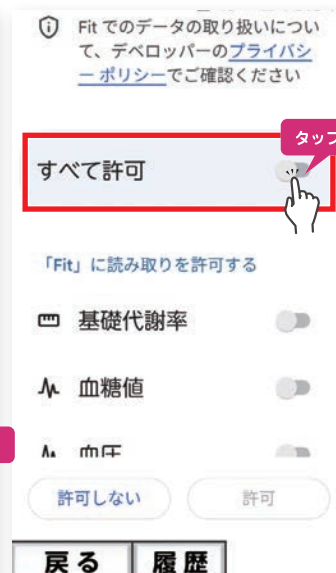 Fit でのデータの取り扱いについ
て、デベロッパーのプライバシ
ー ポリシーでご確認ください
タップ
すべて許可
「Fit」に読み取りを許可する
基礎代謝率
血糖値
血圧
許可しない
許可
戻る
履歴